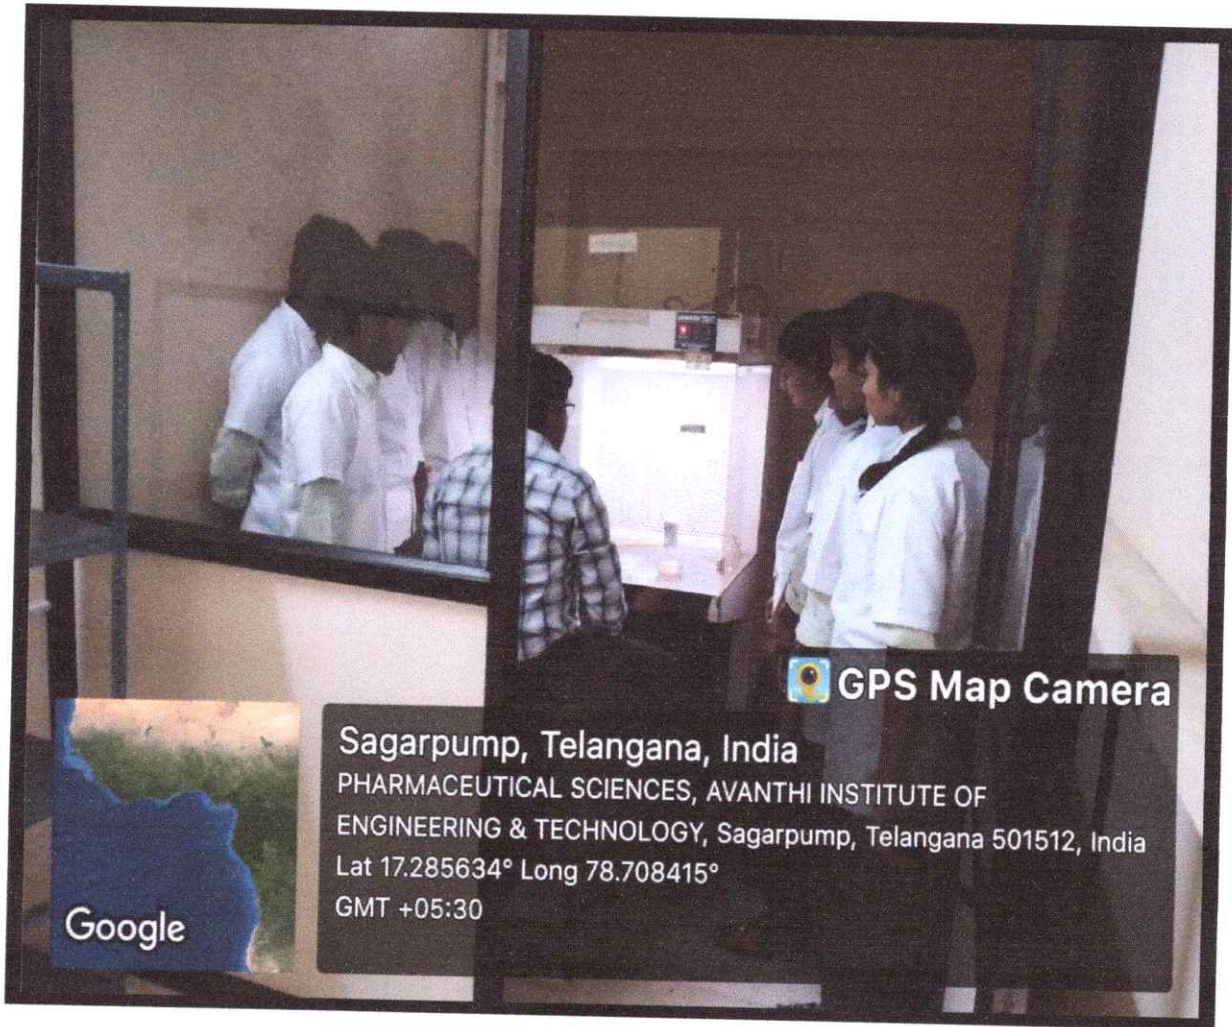 GPS Map Camera
Sagarpump, Telangana, India
PHARMACEUTICAL SCIENCES, AVANTHI INSTITUTE OF
ENGINEERING & TECHNOLOGY, Sagarpump, Telangana 501512, India
Lat 17.285634° Long 78.708415°
GMT +05:30
Google